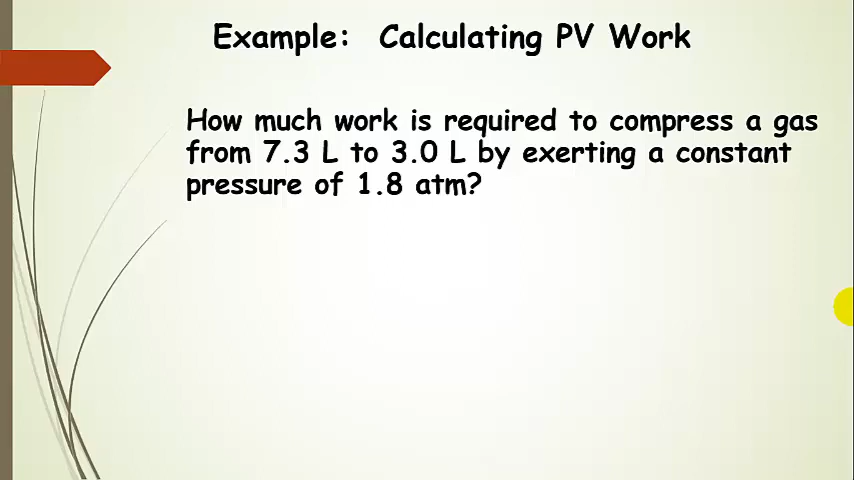 Example: Calculating PV Work
How much work is required to compress a gas
from 7.3 L to 3.0 L by exerting a constant
pressure of 1.8 atm?